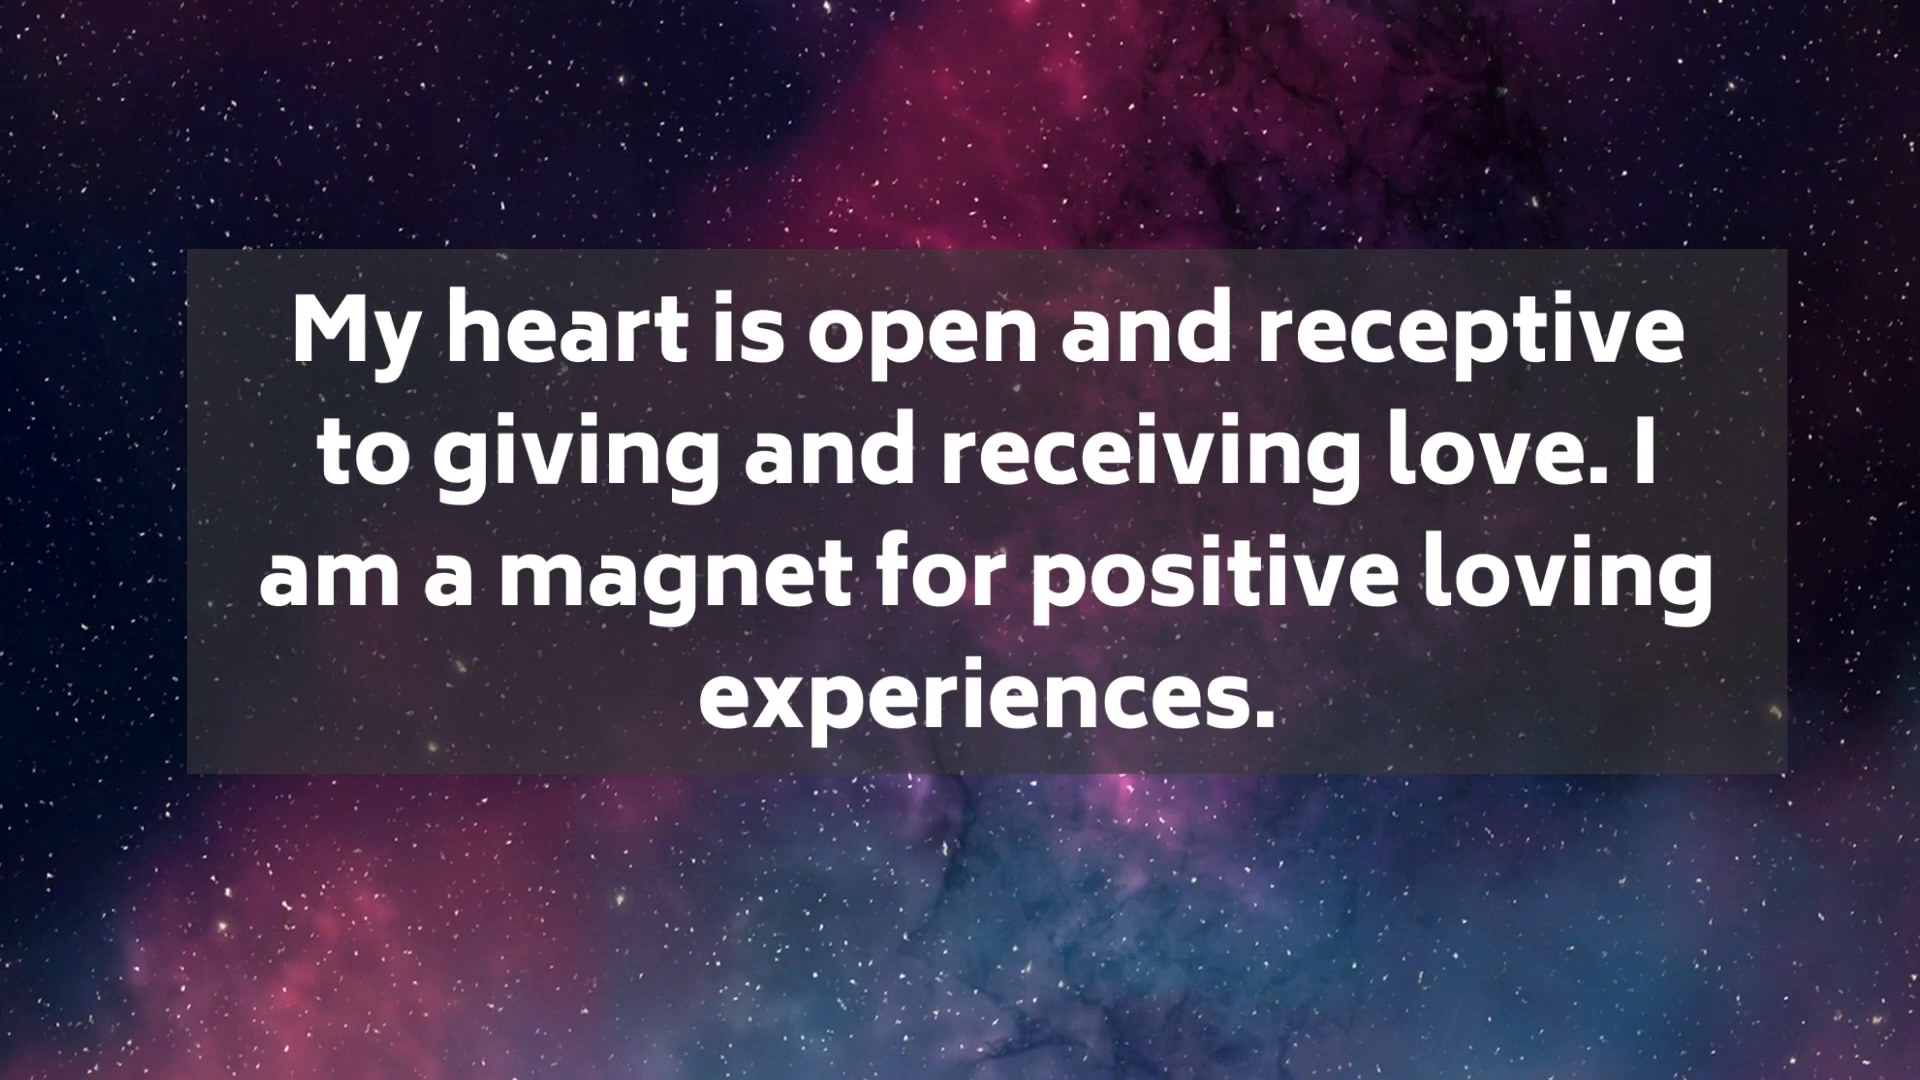 My heart is open and receptive
to giving and receiving love. I
am a magnet for positive loving
experiences.